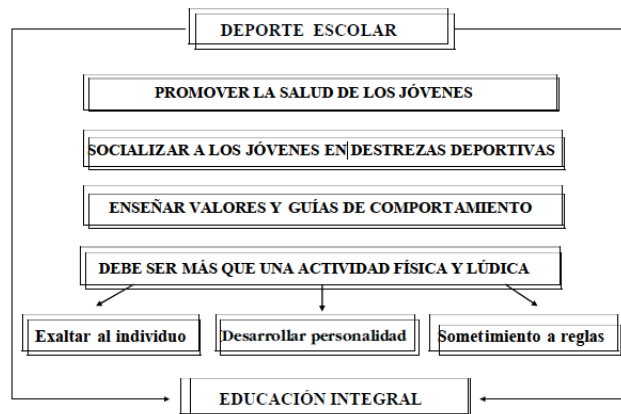 DEPORTE ESCOLAR
PROMOVER LA SALUD DE LOS JÓVENES
SOCIALIZAR A LOS JÓVENES EN DESTREZAS DEPORTIVAS
ENSEÑAR VALORES Y GUÍAS DE COMPORTAMIENTO
DEBE SER MÁS QUE UNA ACTIVIDAD FÍSICA Y LÚDICA
Exaltar al individuo
Desarrollar personalidad
Sometimiento a reglas
EDUCACIÓN INTEGRAL